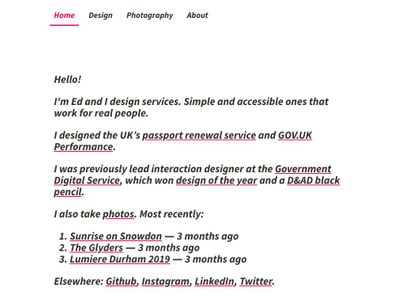 Home Design Photography About
Hello!
I'm Ed and I design services. Simple and accessible ones that
work for real people.
I designed the UK's passport renewal service and GOV.UK
Performance.
I was previously lead interaction designer at the Government
Digital Service, which won design of the year and a D&AD black
pencil.
I also take photos. Most recently:
1. Sunrise on Snowdon — 3 months ago
2. The Glyders — 3 months ago
3. Lumiere Durham 2019 — 3 months ago
Elsewhere: Github, Instagram, LinkedIn, Twitter.